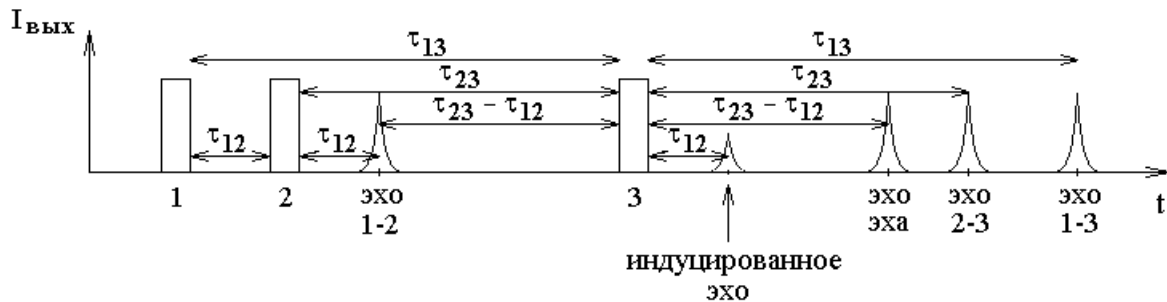 Iвых
τ13
τ13
τ23
τ23
τ23 − τ12
τ23 − τ12
τ12
τ12
τ12
1
2
эхо
1-2
3
эхо
эха
эхо
2-3
эхо
1-3
t
индуцированное
эхо